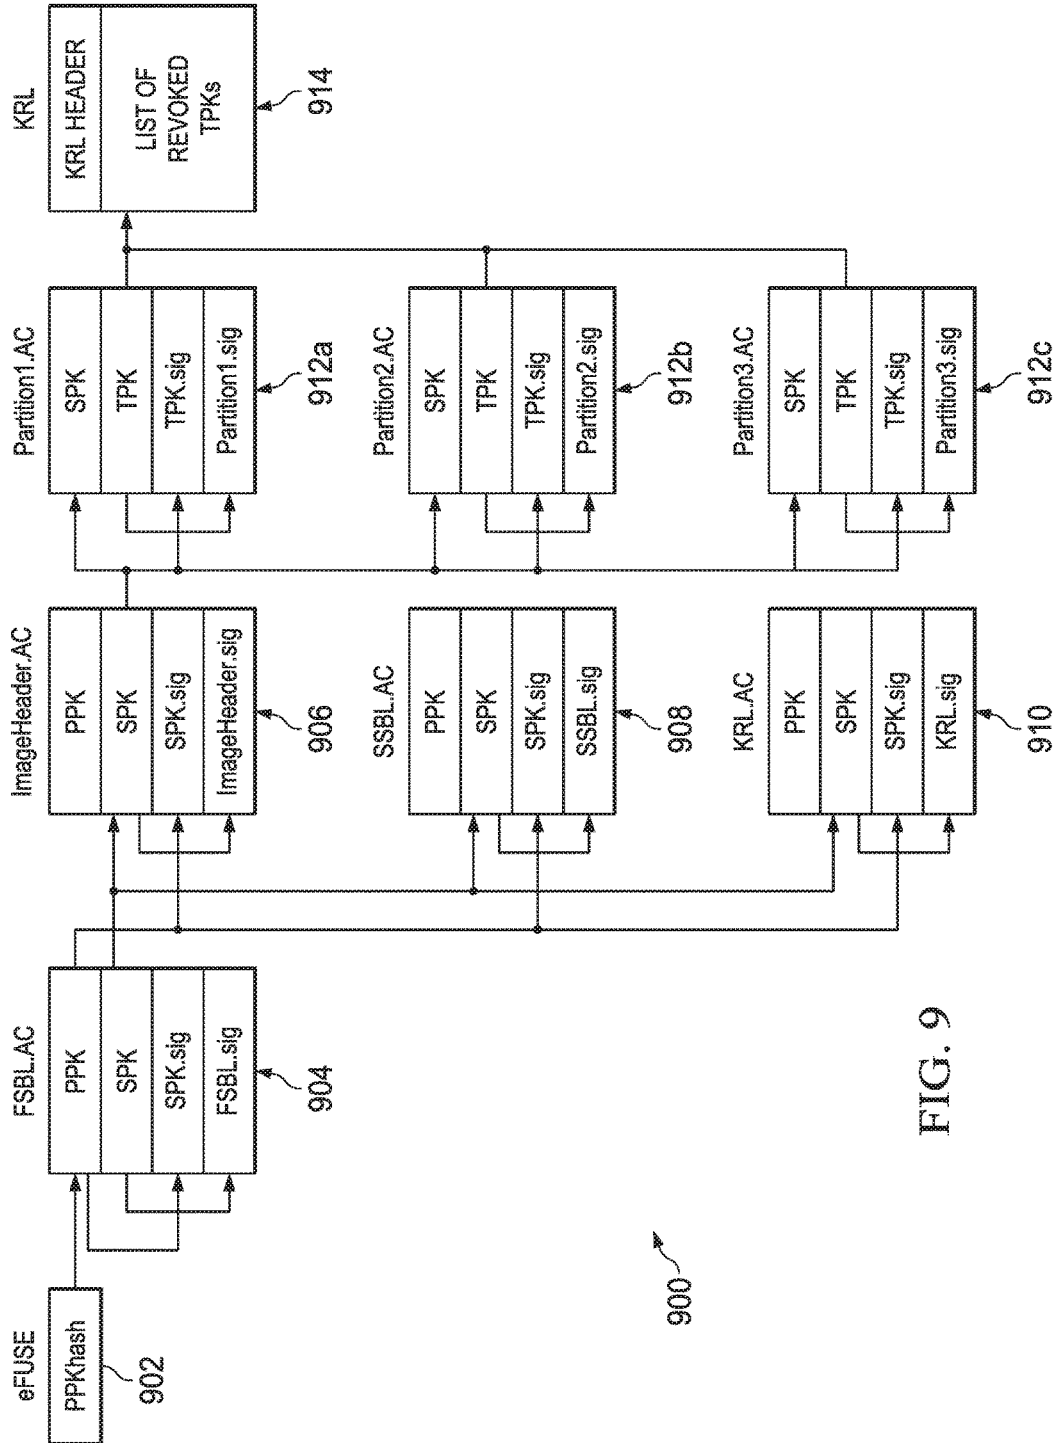 eFUSE
PPKhash
902
FSBL.AC
PPK
SPK
SPK.sig
FSBL.sig
904
ImageHeader.AC
PPK
SPK
SPK.sig
ImageHeader.sig
906
SSBL.AC
PPK
SPK
SPK.sig
SSBL.sig
908
KRL.AC
PPK
SPK
SPK.sig
KRL.sig
910
Partition1.AC
SPK
TPK
TPK.sig
Partition1.sig
912a
Partition2.AC
SPK
TPK
TPK.sig
Partition2.sig
912b
Partition3.AC
SPK
TPK
TPK.sig
Partition3.sig
912c
KRL
KRL HEADER
LIST OF
REVOKED
TPKs
914
900
FIG. 9